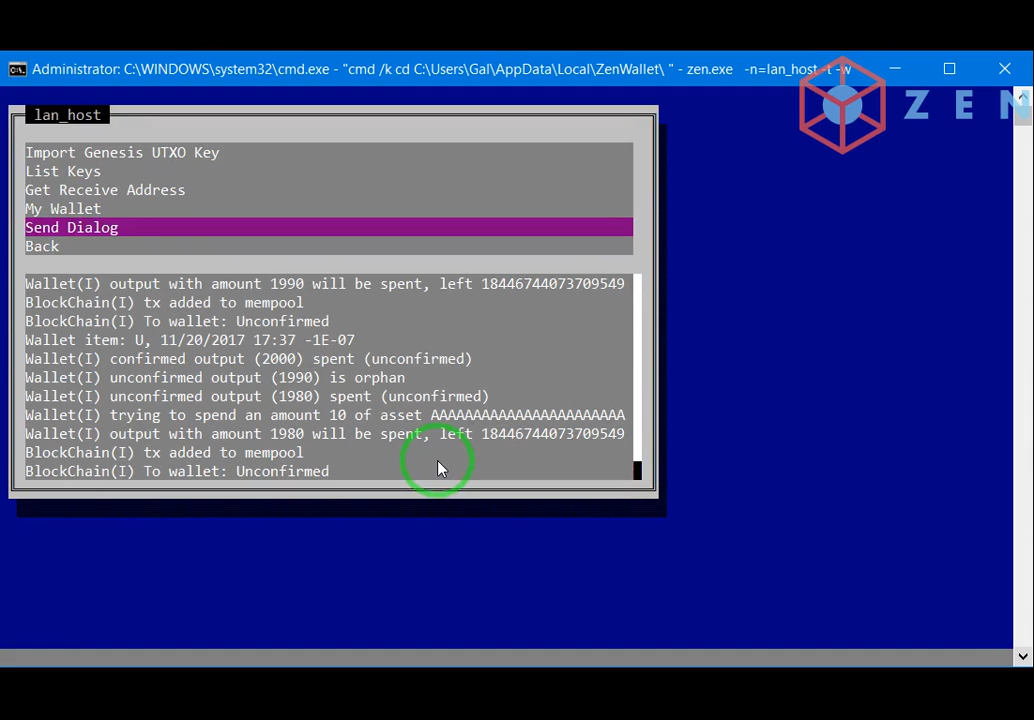 Administrator: C:\WINDOWS\system32\cmd.exe - "cmd /k cd C:\Users\Gal\AppData\Local\ZenWallet\ " - zen.exe -n=lan_host -t -w
ZEN
lan_host
Import Genesis UTXO Key
List Keys
Get Receive Address
My Wallet
Send Dialog
Back
Wallet(I) output with amount 1990 will be spent, left 18446744073709549
BlockChain(I) tx added to mempool
BlockChain(I) To wallet: Unconfirmed
Wallet item: U, 11/20/2017 17:37 -1E-07
Wallet(I) confirmed output (2000) spent (unconfirmed)
Wallet(I) unconfirmed output (1990) is orphan
Wallet(I) unconfirmed output (1980) spent (unconfirmed)
Wallet(I) trying to spend an amount 10 of asset AAAAAAAAAAAAAAAAAAAAAAA
Wallet(I) output with amount 1980 will be spent, left 18446744073709549
BlockChain(I) tx added to mempool
BlockChain(I) To wallet: Unconfirmed